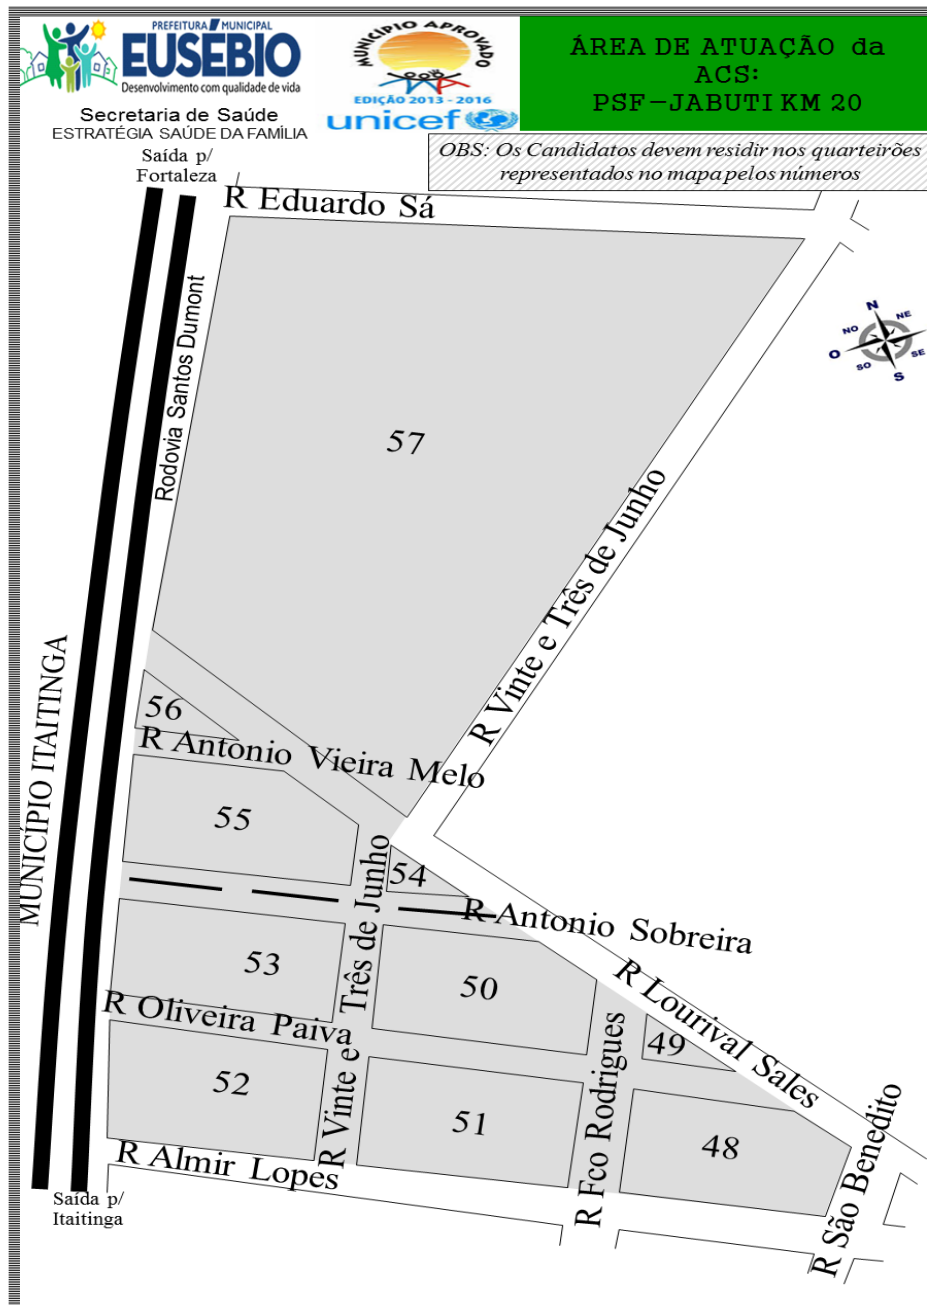 PREFEITURA MUNICIPAL
EUSÉBIO
Desenvolvimento com qualidade de vida
Secretaria de Saúde
ESTRATÉGIA SAÚDE DA FAMÍLIA
MUNICÍPIO APROVADO
EDIÇÃO 2013 - 2016
unicef
ÁREA DE ATUAÇÃO da
ACS:
PSF-JABUTI KM 20
OBS: Os Candidatos devem residir nos quarteirões
representados no mapa pelos números
Saída p/
Fortaleza
R Eduardo Sá
Rodovia Santos Dumont
N
NE
NO
O
SE
SO
S
57
R Vinte e Três de Junho
MUNICÍPIO ITAITINGA
56
R Antonio Vieira Melo
55
54
R Antonio Sobreira
R Vinte e Três de Junho
53
50
R Lourival Sales
R Oliveira Paiva
49
52
51
R Fco Rodrigues
48
R São Benedito
R Almir Lopes
Saída p/
Itaitinga